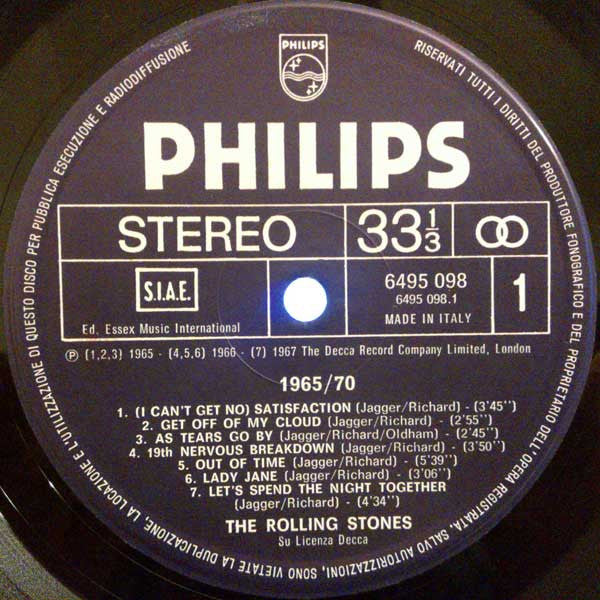 PHILIPS
PHILIPS
STEREO
33 1/3
S.I.A.E.
Ed. Essex Music International
6495 098
6495 098.1
MADE IN ITALY
1
Ⓟ (1,2,3) 1965 - (4,5,6) 1966 - (7) 1967 The Decca Record Company Limited, London
1965/70
1. (I CAN'T GET NO) SATISFACTION (Jagger/Richard) - (3'45'')
2. GET OFF OF MY CLOUD (Jagger/Richard) - (2'55'')
3. AS TEARS GO BY (Jagger/Richard/Oldham) - (2'45'')
4. 19th NERVOUS BREAKDOWN (Jagger/Richard) - (3'50'')
5. OUT OF TIME (Jagger/Richard) - (5'39'')
6. LADY JANE (Jagger/Richard) - (3'06'')
7. LET'S SPEND THE NIGHT TOGETHER
(Jagger/Richard) - (4'34'')
THE ROLLING STONES
Su Licenza Decca
RISERVATI TUTTI I DIRITTI DEL PRODUTTORE FONOGRAFICO E DEL PROPRIETARIO DELL'OPERA REGISTRATA. SALVO AUTORIZZAZIONI, SONO VIETATE LA DUPLICAZIONE, LA LOCAZIONE E L'UTILIZZAZIONE DI QUESTO DISCO PER PUBBLICA ESECUZIONE E RADIODIFFUSIONE